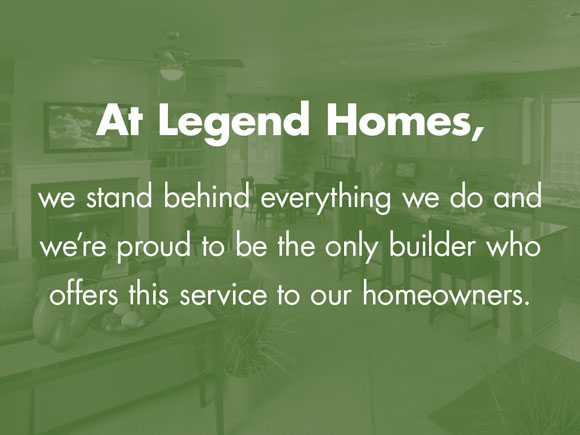 At Legend Homes,
we stand behind everything we do and
we're proud to be the only builder who
offers this service to our homeowners.